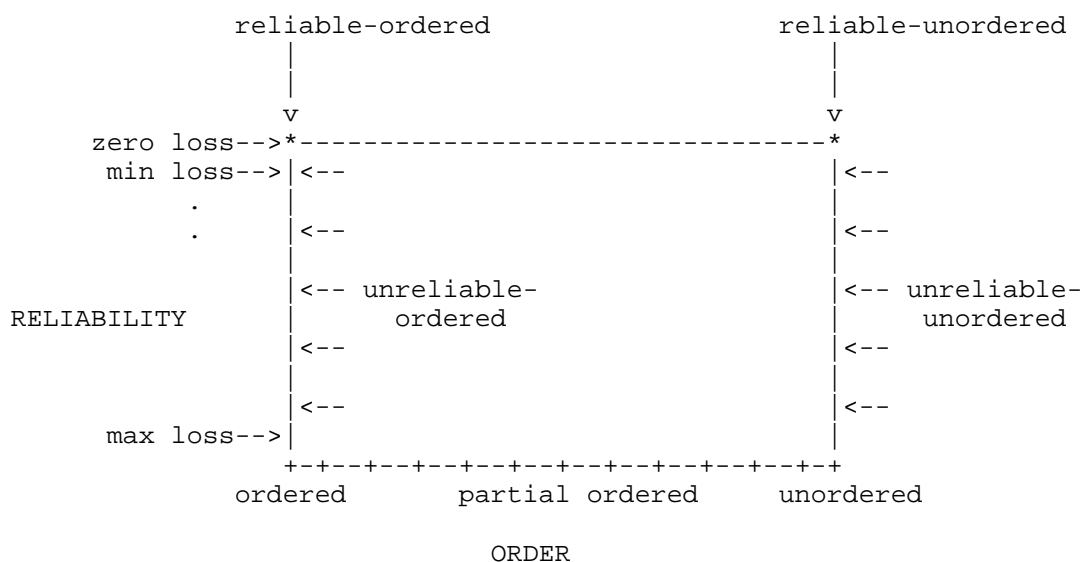 reliable-ordered                    reliable-unordered
       |                                   |
       |                                   |
       v                                   v
zero loss-->*---------------------------------*
min loss-->|<--                                  |<--
.          |                                   |
.          |<--                                |<--
           |                                   |
           |<-- unreliable-                    |<-- unreliable-
RELIABILITY           ordered                            unordered
           |<--                                |<--
           |                                   |
           |<--                                |<--
max loss-->|                                   |
           +-+--+--+--+--+--+--+--+--+--+--+-+
ordered        partial ordered      unordered
ORDER